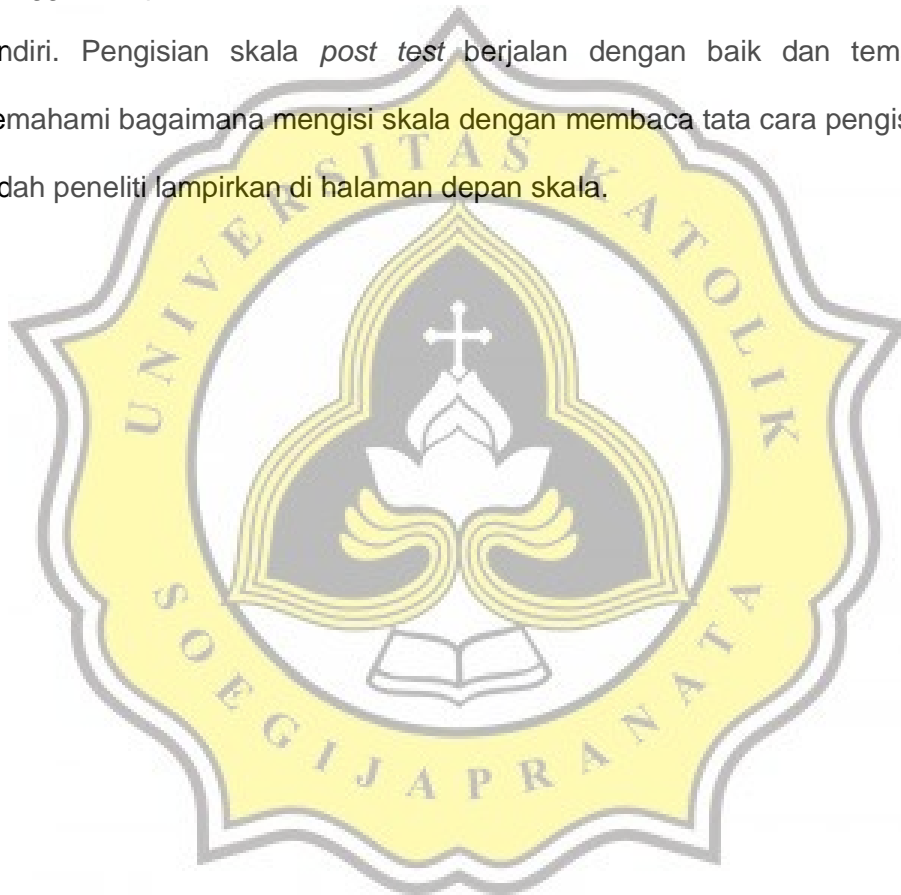 ndiri. Pengisian skala post test berjalan dengan baik dan tem
emahami bagaimana mengisi skala dengan membaca tata cara pengis
dah peneliti lampirkan di halaman depan skala.
UNIVERSITAS KATOLIK
SOEGIJAPRANATA